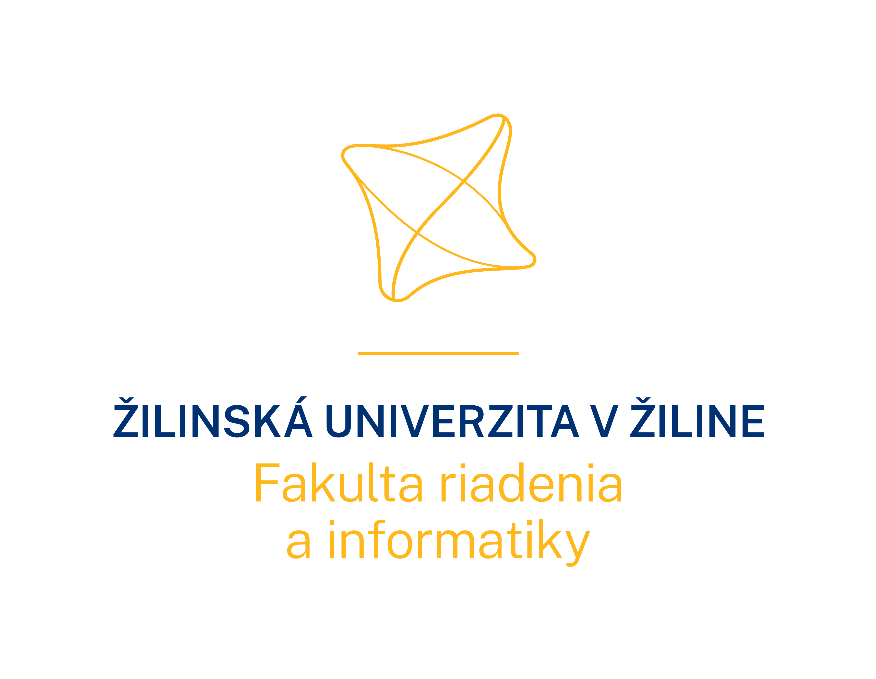 ŽILINSKÁ UNIVERZITA V ŽILINE
Fakulta riadenia
a informatiky